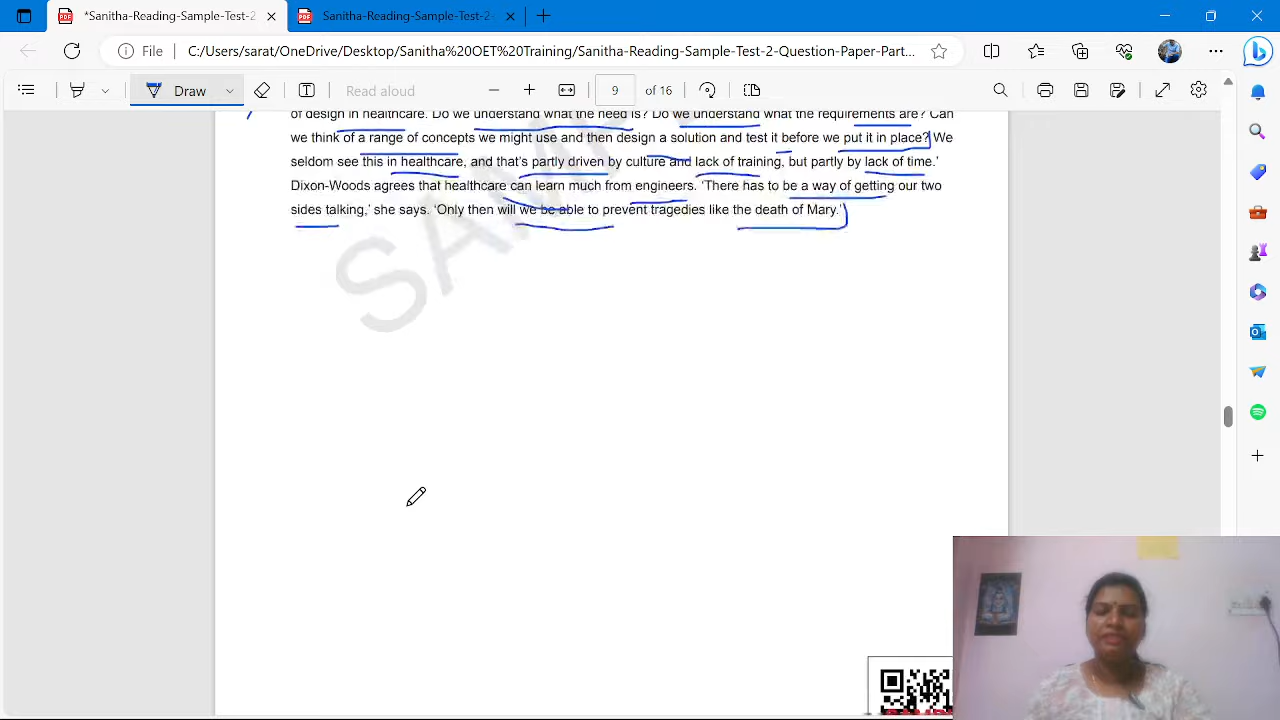 *Sanitha-Reading-Sample-Test-2
Sanitha-Reading-Sample-Test-2-
File
C:/Users/sarat/OneDrive/Desktop/Sanitha%20OET%20Training/Sanitha-Reading-Sample-Test-2-Question-Paper-Part...
Draw
Read aloud
9
of 16
of design in healthcare. Do we understand what the need is? Do we understand what the requirements are? Can
we think of a range of concepts we might use and then design a solution and test it before we put it in place? We
seldom see this in healthcare, and that's partly driven by culture and lack of training, but partly by lack of time.'
Dixon-Woods agrees that healthcare can learn much from engineers. 'There has to be a way of getting our two
sides talking,' she says. 'Only then will we be able to prevent tragedies like the death of Mary.'